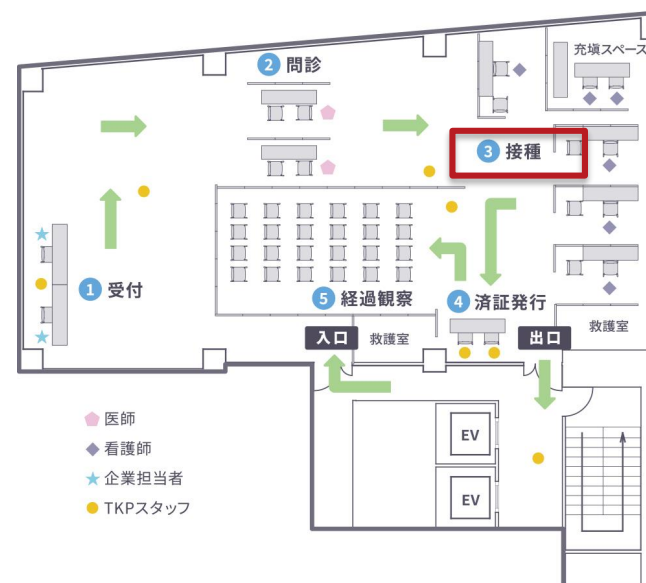 ② 問診
充填スペース
③ 接種
① 受付
⑤ 経過観察
④ 済証発行
入口
救護室
出口
救護室
医師
看護師
企業担当者
TKPスタッフ
EV
EV